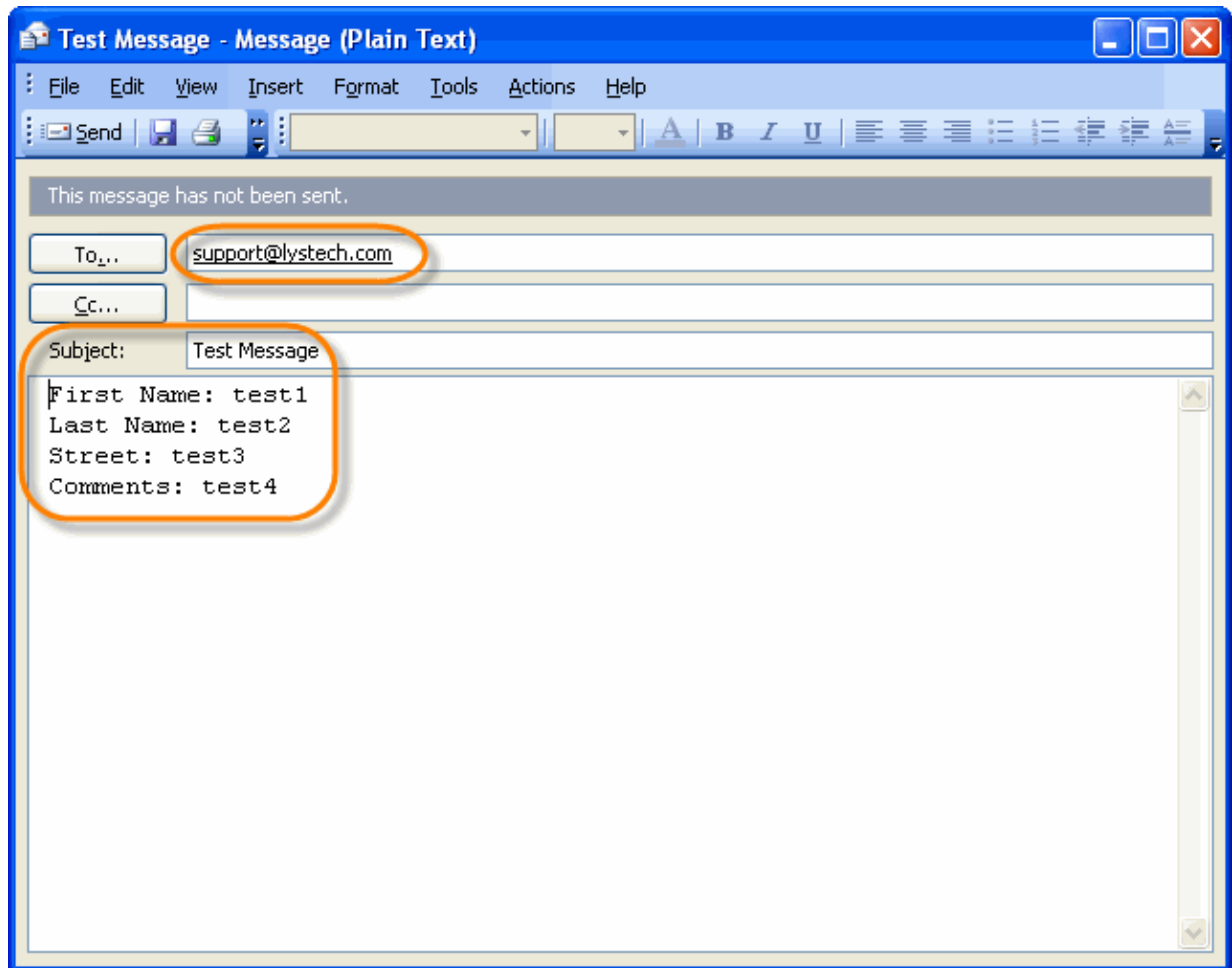 Test Message - Message (Plain Text)
File Edit View Insert Format Tools Actions Help
Send A B I U
This message has not been sent.
To... support@lystech.com
Cc...
Subject: Test Message
First Name: test1
Last Name: test2
Street: test3
Comments: test4